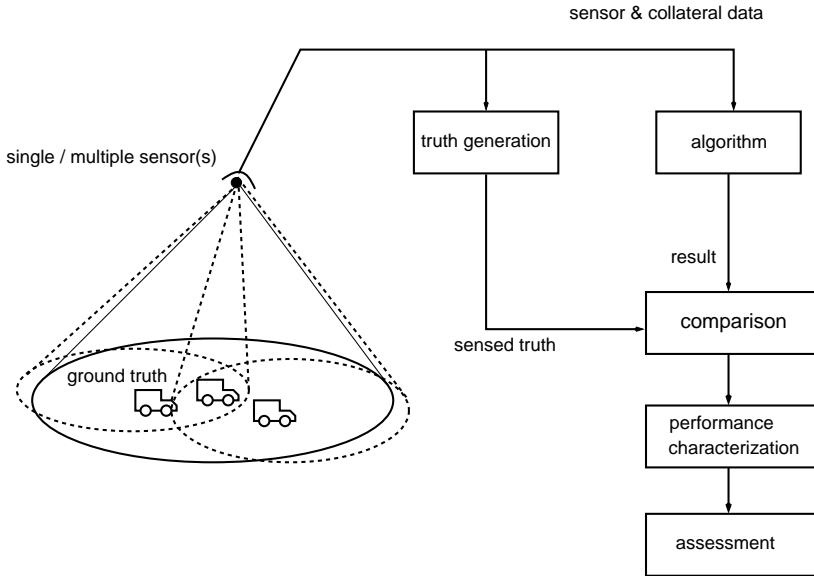 sensor & collateral data
truth generation
algorithm
single / multiple sensor(s)
result
comparison
sensed truth
ground truth
performance
characterization
assessment